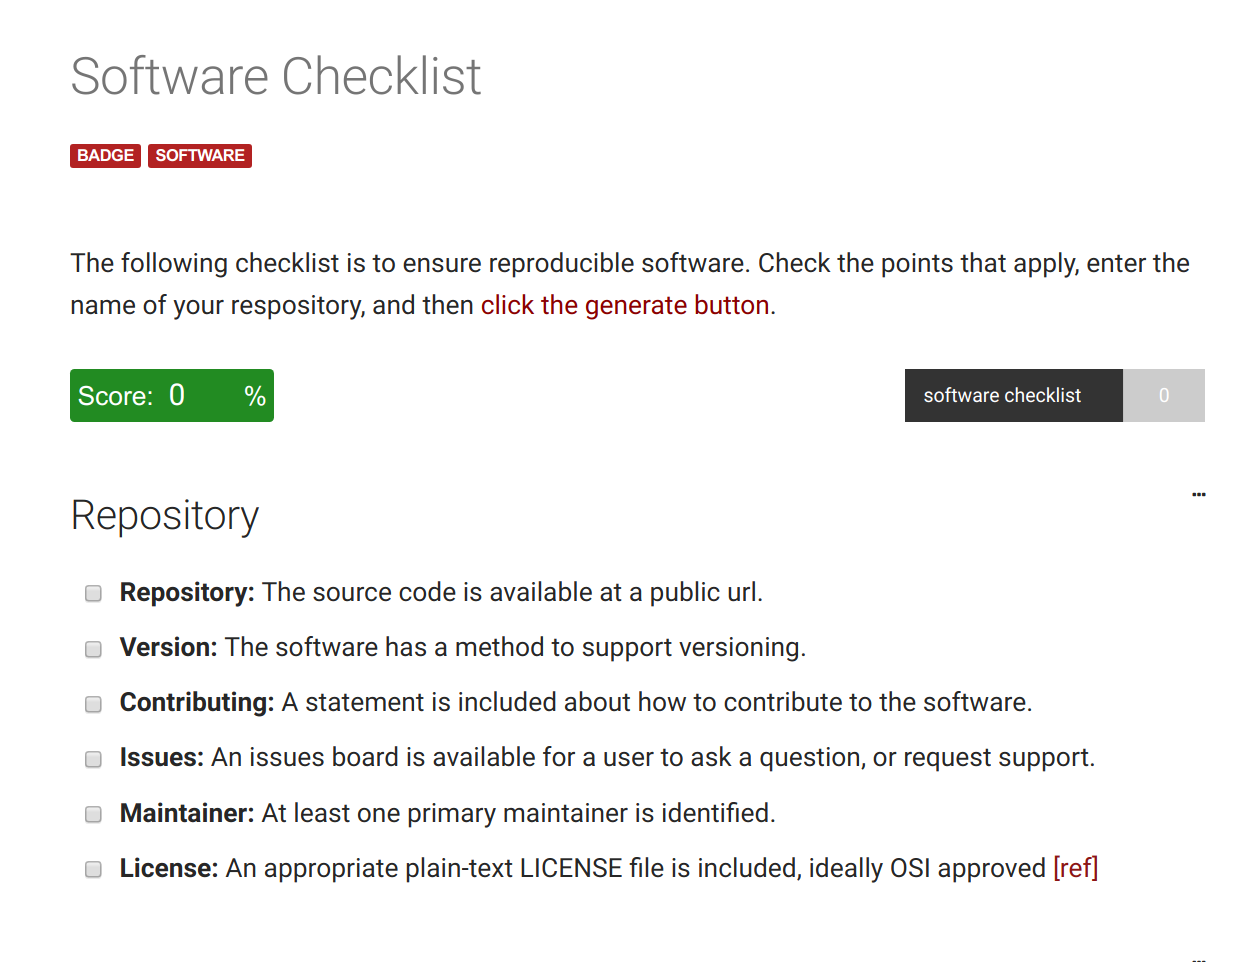 Software Checklist
BADGE SOFTWARE
The following checklist is to ensure reproducible software. Check the points that apply, enter the
name of your respository, and then click the generate button.
Score: 0 %
software checklist 0
Repository
Repository: The source code is available at a public url.
Version: The software has a method to support versioning.
Contributing: A statement is included about how to contribute to the software.
Issues: An issues board is available for a user to ask a question, or request support.
Maintainer: At least one primary maintainer is identified.
License: An appropriate plain-text LICENSE file is included, ideally OSI approved [ref]